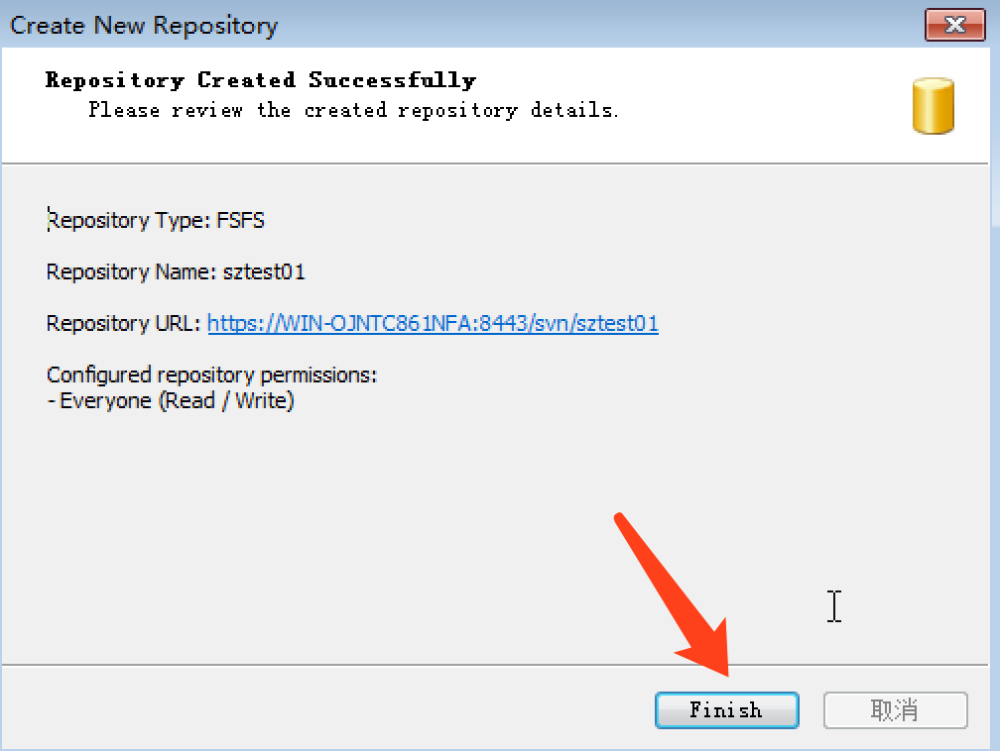 Create New Repository
Repository Created Successfully
Please review the created repository details.
Repository Type: FSFS
Repository Name: sztest01
Repository URL: https://WIN-OJNTC861NFA:8443/svn/sztest01
Configured repository permissions:
- Everyone (Read / Write)
Finish
取消